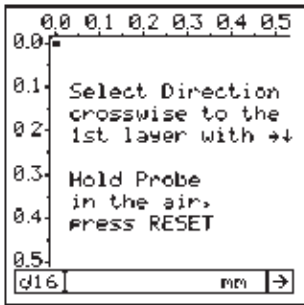 0.0 0.1 0.2 0.3 0.4 0.5
0.0
0.1
Select Direction
crosswise to the
0.2
1st layer with →↓
0.3
Hold Probe
in the air,
0.4
press RESET
0.5
d16 mm →